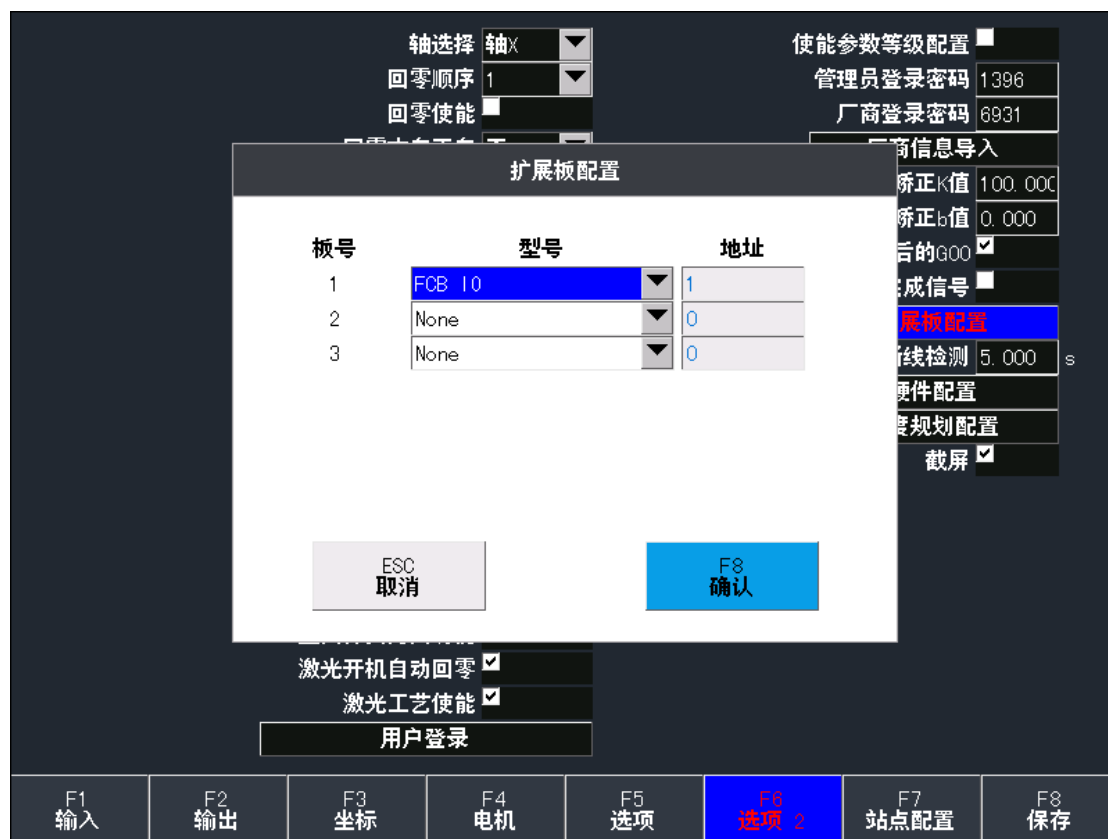 轴选择 轴X
使能参数等级配置
回零顺序 1
管理员登录密码 1396
回零使能
厂商登录密码 6931
商信息导入
扩展板配置
矫正K值 100.000
矫正b值 0.000
后的G00
成信号
展板配置
线检测 5.000 s
件配置
规划配置
截屏
板号 型号 地址
1 FCB IO 1
2 None 0
3 None 0
ESC
取消
F8
确认
激光开机自动回零
激光工艺使能
用户登录
F1
输入
F2
输出
F3
坐标
F4
电机
F5
选项
F6
选项 2
F7
站点配置
F8
保存